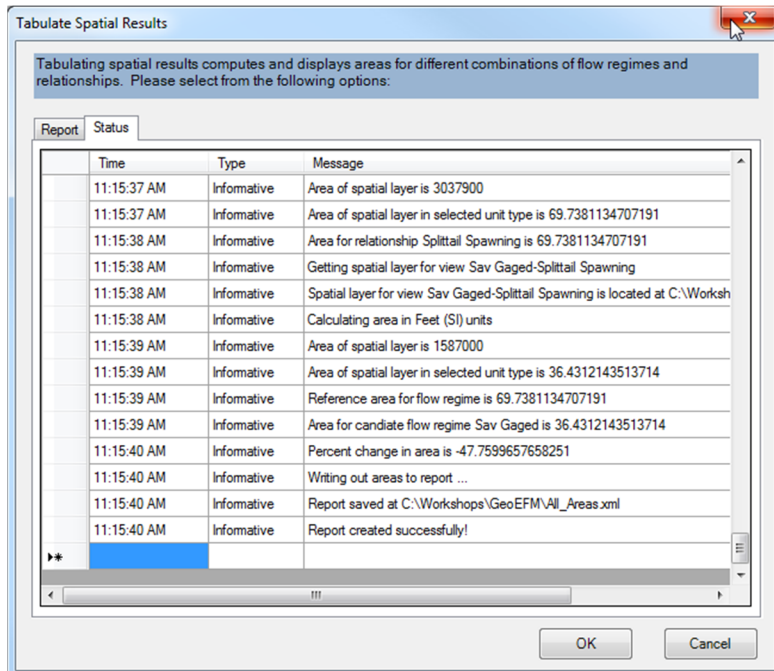 Tabulate Spatial Results
Tabulating spatial results computes and displays areas for different combinations of flow regimes and
relationships. Please select from the following options:
Report Status
Time Type Message
11:15:37 AM Informative Area of spatial layer is 3037900
11:15:37 AM Informative Area of spatial layer in selected unit type is 69.7381134707191
11:15:38 AM Informative Area for relationship Splittail Spawning is 69.7381134707191
11:15:38 AM Informative Getting spatial layer for view Sav Gaged-Splittail Spawning
11:15:38 AM Informative Spatial layer for view Sav Gaged-Splittail Spawning is located at C:\Worksh
11:15:38 AM Informative Calculating area in Feet (SI) units
11:15:39 AM Informative Area of spatial layer is 1587000
11:15:39 AM Informative Area of spatial layer in selected unit type is 36.4312143513714
11:15:39 AM Informative Reference area for flow regime is 69.7381134707191
11:15:39 AM Informative Area for candiate flow regime Sav Gaged is 36.4312143513714
11:15:40 AM Informative Percent change in area is -47.7599657658251
11:15:40 AM Informative Writing out areas to report ...
11:15:40 AM Informative Report saved at C:\Workshops\GeoEFM\All_Areas.xml
11:15:40 AM Informative Report created successfully!
OK Cancel